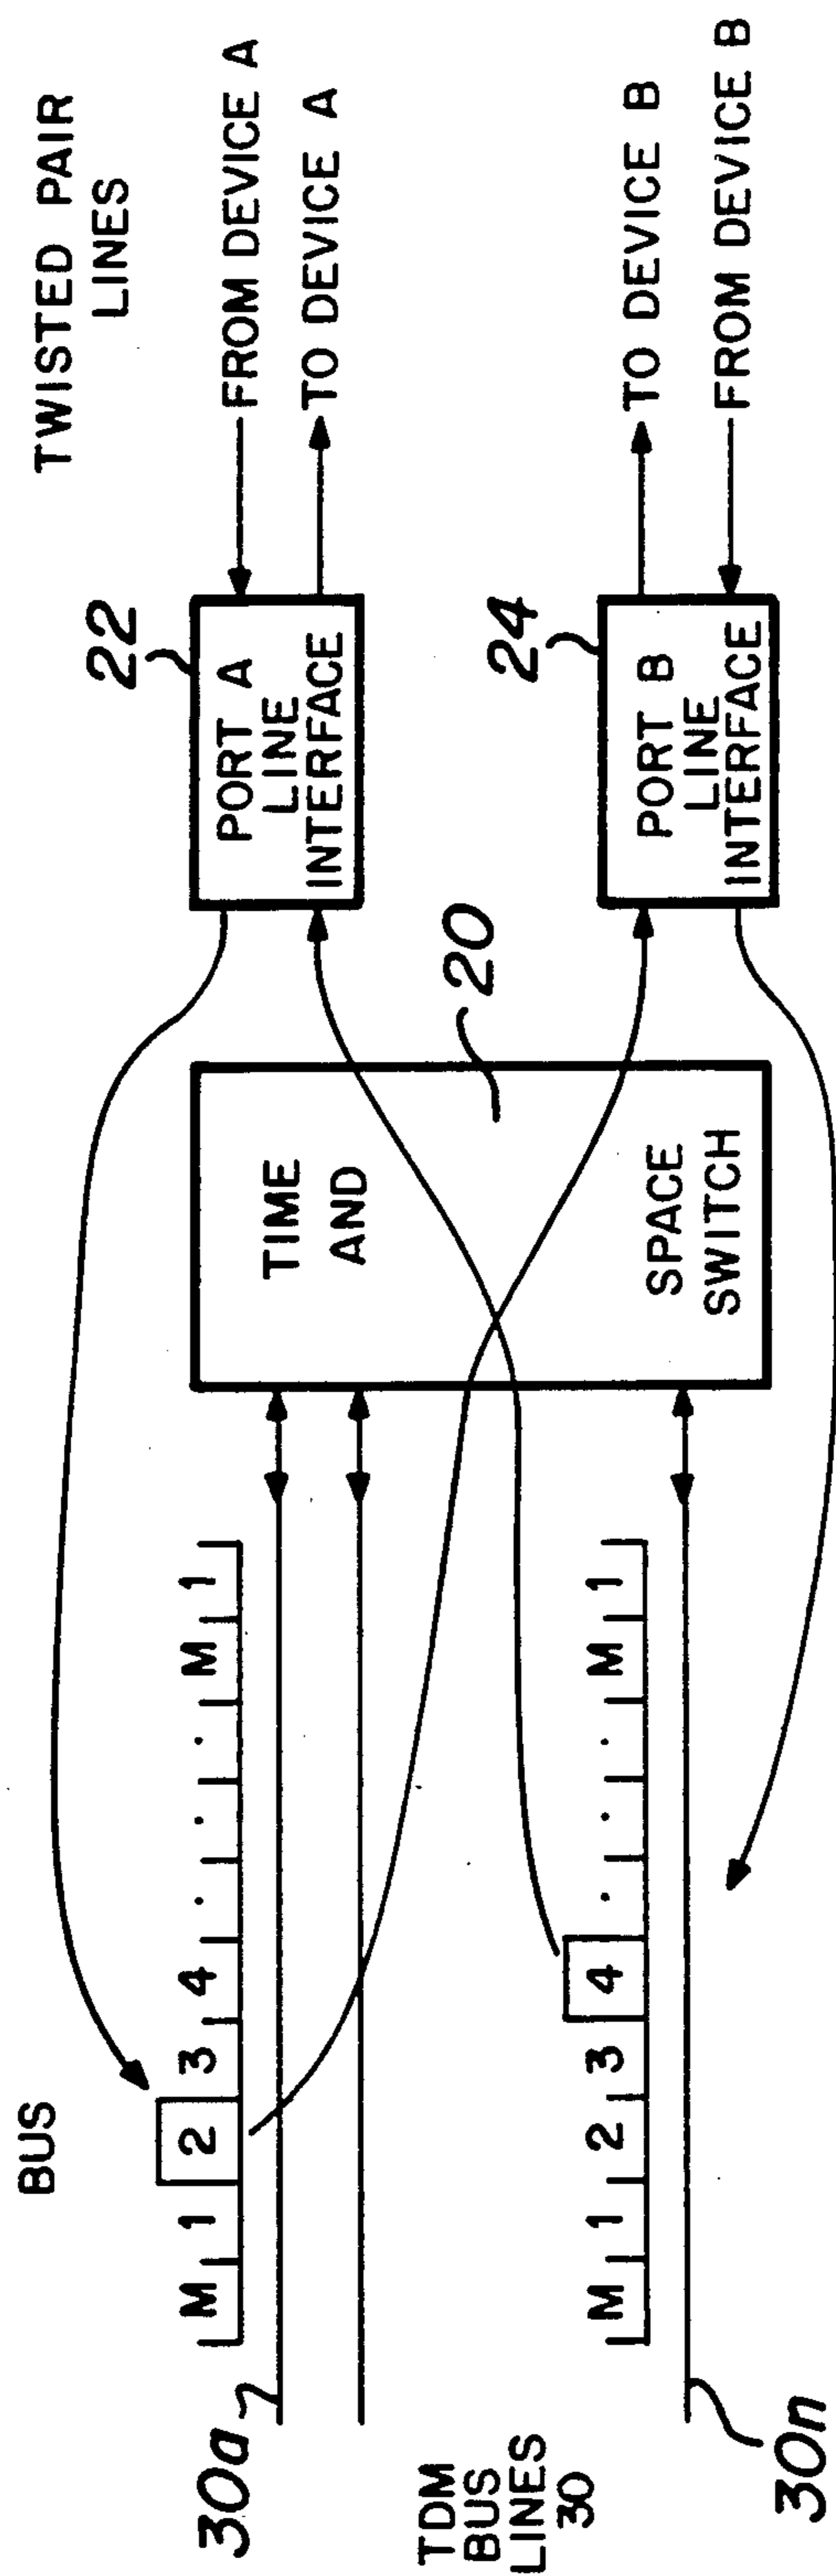 BUS
TWISTED PAIR
LINES
30a
M 1 2 3 4 . . . M 1
22
PORT A
LINE
INTERFACE
FROM DEVICE A
TO DEVICE A
TIME
AND
20
SPACE
SWITCH
TDM
BUS
LINES
30
M 1 2 3 4 . . . M 1
24
PORT B
LINE
INTERFACE
TO DEVICE B
FROM DEVICE B
30n